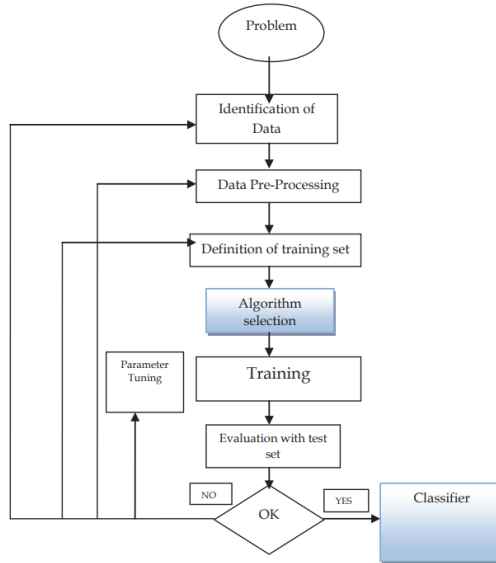 Problem
Identification of
Data
Data Pre-Processing
Definition of training set
Algorithm
selection
Parameter
Tuning
Training
Evaluation with test
set
NO
OK
YES
Classifier